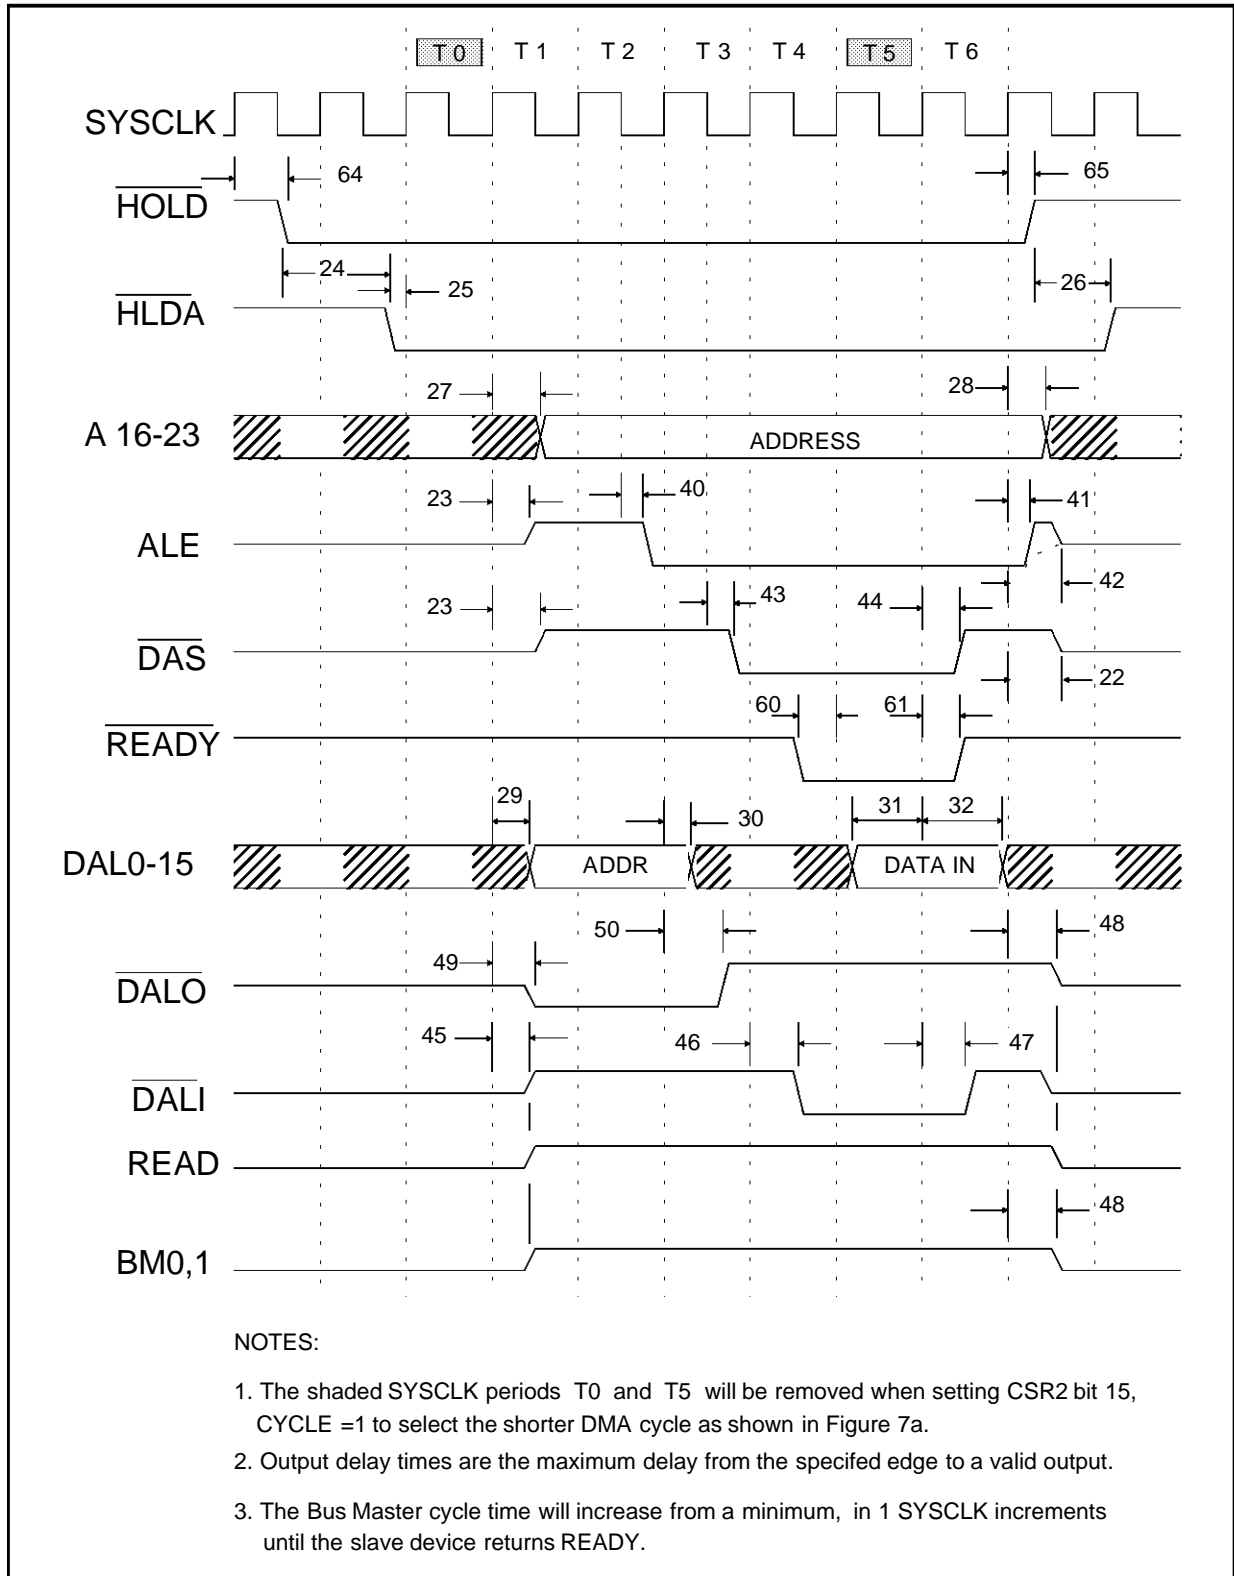 T 0 T 1 T 2 T 3 T 4 T 5 T 6
SYSCLK
64 65
HOLD
24 25 26
HLDA
27 28
A 16-23 ADDRESS
23 40 41
ALE
42
23 43 44
DAS
22
60 61
READY
29 30 31 32
DAL0-15 ADDR DATA IN
50 48
49
DALO
45 46 47
DALI
READ
48
BM0,1
NOTES:
1. The shaded SYSCLK periods T0 and T5 will be removed when setting CSR2 bit 15,
CYCLE =1 to select the shorter DMA cycle as shown in Figure 7a.
2. Output delay times are the maximum delay from the specifed edge to a valid output.
3. The Bus Master cycle time will increase from a minimum, in 1 SYSCLK increments
until the slave device returns READY.